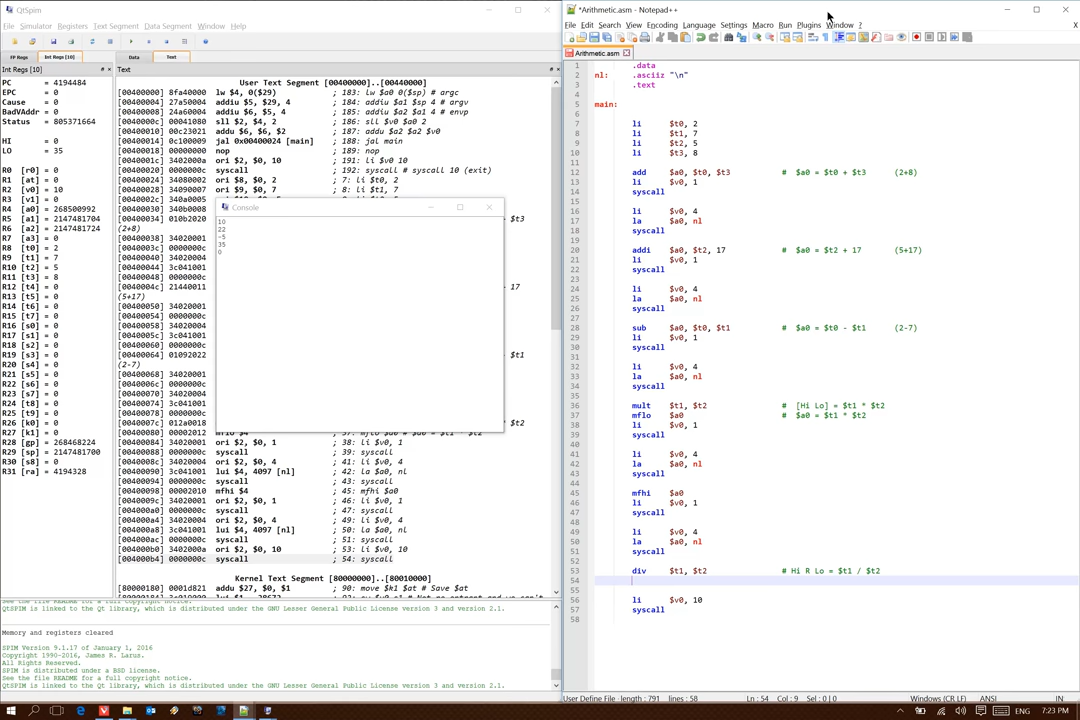 QtSpim
File Simulator Registers Text Segment Data Segment Window Help
FP Regs Int Regs [10]
Int Regs [10]
PC = 4194484
EPC = 0
Cause = 0
BadVAddr = 0
Status = 805371664
HI = 0
LO = 35
R0 [r0] = 0
R1 [at] = 0
R2 [v0] = 10
R3 [v1] = 0
R4 [a0] = 268500992
R5 [a1] = 2147481704
R6 [a2] = 2147481724
R7 [a3] = 0
R8 [t0] = 2
R9 [t1] = 7
R10 [t2] = 5
R11 [t3] = 8
R12 [t4] = 0
R13 [t5] = 0
R14 [t6] = 0
R15 [t7] = 0
R16 [s0] = 0
R17 [s1] = 0
R18 [s2] = 0
R19 [s3] = 0
R20 [s4] = 0
R21 [s5] = 0
R22 [s6] = 0
R23 [s7] = 0
R24 [t8] = 0
R25 [t9] = 0
R26 [k0] = 0
R27 [k1] = 0
R28 [gp] = 268468224
R29 [sp] = 2147481700
R30 [s8] = 0
R31 [ra] = 4194328
Data Text
Text
User Text Segment [00400000]..[00440000]
[00400000] 8fa40000 lw $4, 0($29) ; 183: lw $a0 0($sp) # argc
[00400004] 27a50004 addiu $5, $29, 4 ; 184: addiu $a1 $sp 4 # argv
[00400008] 24a60004 addiu $6, $5, 4 ; 185: addiu $a2 $a1 4 # envp
[0040000c] 00041080 sll $2, $4, 2 ; 186: sll $v0 $a0 2
[00400010] 00c23021 addu $6, $6, $2 ; 187: addu $a2 $a2 $v0
[00400014] 0c100009 jal 0x00400024 [main] ; 188: jal main
[00400018] 00000000 nop ; 189: nop
[0040001c] 3402000a ori $2, $0, 10 ; 191: li $v0 10
[00400020] 0000000c syscall ; 192: syscall # syscall 10 (exit)
[00400024] 34080002 ori $8, $0, 2 ; 7: li $t0, 2
[00400028] 34090007 ori $9, $0, 7 ; 8: li $t1, 7
[00400034] 010b2020 $t3
(2+8)
[00400038] 34020001
[0040003c] 0000000c
[00400040] 34020004
[00400044] 3c041001
[00400048] 0000000c
[0040004c] 21440011 17
(5+17)
[00400050] 34020001
[00400054] 0000000c
[00400058] 34020004
[0040005c] 3c041001
[00400060] 0000000c
[00400064] 01092022 $t1
(2-7)
[00400068] 34020001
[0040006c] 0000000c
[00400070] 34020004
[00400074] 3c041001
[00400078] 0000000c
[0040007c] 012a0018 $t2
[00400080] 00002012
[00400084] 34020001 ori $2, $0, 1 ; 38: li $v0, 1
[00400088] 0000000c syscall ; 39: syscall
[0040008c] 34020004 ori $2, $0, 4 ; 41: li $v0, 4
[00400090] 3c041001 lui $4, 4097 [nl] ; 42: la $a0, nl
[00400094] 0000000c syscall ; 43: syscall
[00400098] 00002010 mfhi $4 ; 45: mfhi $a0
[0040009c] 34020001 ori $2, $0, 1 ; 46: li $v0, 1
[004000a0] 0000000c syscall ; 47: syscall
[004000a4] 34020004 ori $2, $0, 4 ; 49: li $v0, 4
[004000a8] 3c041001 lui $4, 4097 [nl] ; 50: la $a0, nl
[004000ac] 0000000c syscall ; 51: syscall
[004000b0] 3402000a ori $2, $0, 10 ; 53: li $v0, 10
[004000b4] 0000000c syscall ; 54: syscall
Kernel Text Segment [80000000]..[80010000]
[80000180] 0001d821 addu $27, $0, $1 ; 90: move $k1 $at # Save $at
Console
10
22
-5
35
0
QtSPIM is linked to the Qt library, which is distributed under the GNU Lesser General Public License version 3 and version 2.1.
Memory and registers cleared
SPIM Version 9.1.17 of January 1, 2016
Copyright 1990-2016, James R. Larus.
All Rights Reserved.
SPIM is distributed under a BSD license.
See the file README for a full copyright notice.
QtSPIM is linked to the Qt library, which is distributed under the GNU Lesser General Public License version 3 and version 2.1.
*Arithmetic.asm - Notepad++
File Edit Search View Encoding Language Settings Macro Run Plugins Window ? X
Arithmetic.asm
1 .data
2 nl: .asciiz "\n"
3 .text
4
5 main:
6
7 li $t0, 2
8 li $t1, 7
9 li $t2, 5
10 li $t3, 8
11
12 add $a0, $t0, $t3 # $a0 = $t0 + $t3 (2+8)
13 li $v0, 1
14 syscall
15
16 li $v0, 4
17 la $a0, nl
18 syscall
19
20 addi $a0, $t2, 17 # $a0 = $t2 + 17 (5+17)
21 li $v0, 1
22 syscall
23
24 li $v0, 4
25 la $a0, nl
26 syscall
27
28 sub $a0, $t0, $t1 # $a0 = $t0 - $t1 (2-7)
29 li $v0, 1
30 syscall
31
32 li $v0, 4
33 la $a0, nl
34 syscall
35
36 mult $t1, $t2 # [Hi Lo] = $t1 * $t2
37 mflo $a0 # $a0 = $t1 * $t2
38 li $v0, 1
39 syscall
40
41 li $v0, 4
42 la $a0, nl
43 syscall
44
45 mfhi $a0
46 li $v0, 1
47 syscall
48
49 li $v0, 4
50 la $a0, nl
51 syscall
52
53 div $t1, $t2 # Hi R Lo = $t1 / $t2
54
55
56 li $v0, 10
57 syscall
58
User Define File - length : 791 lines : 58 Ln : 54 Col : 9 Sel : 0 | 0 Windows (CR LF) ANSI IN
ENG 7:23 PM